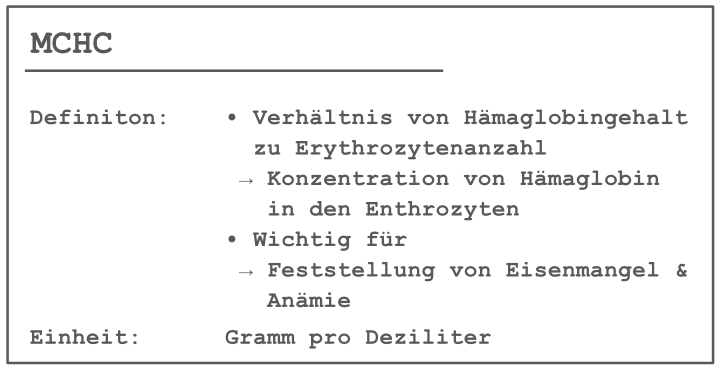 MCHC
Definiton: • Verhältnis von Hämaglobingehalt
zu Erythrozytenanzahl
→ Konzentration von Hämaglobin
in den Enthrozyten
• Wichtig für
→ Feststellung von Eisenmangel &
Anämie
Einheit: Gramm pro Deziliter